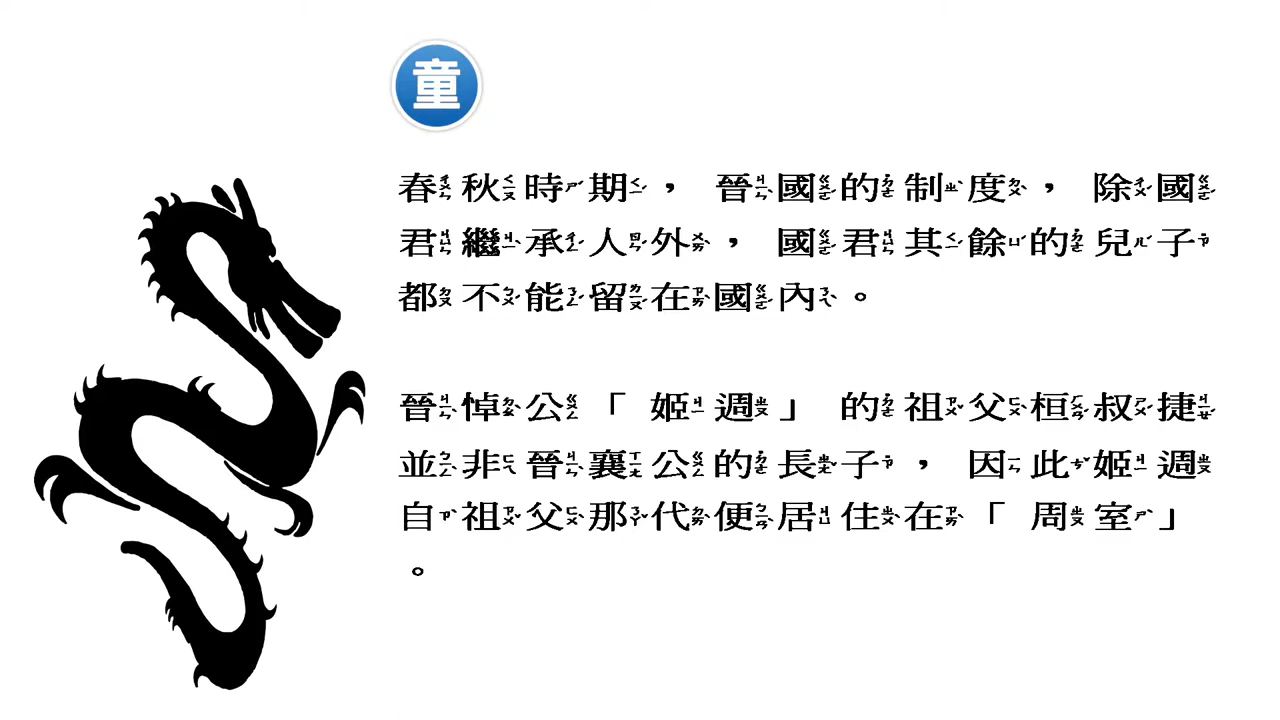 童
春秋時期，晉國的制度，除國
君繼承人外，國君其餘的兒子
都不能留在國內。
晉悼公「姬週」的祖父桓叔捷
並非晉襄公的長子，因此姬週
自祖父那代便居住在「周室」
。